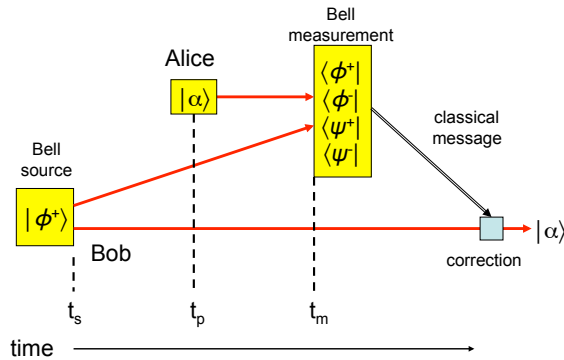 Bell
measurement
Alice
⟨ϕ⁺|
⟨ϕ⁻|
⟨ψ⁺|
⟨ψ⁻|
|α⟩
classical
message
Bell
source
|ϕ⁺⟩
Bob
|α⟩
correction
tₛ
tₚ
tₘ
time